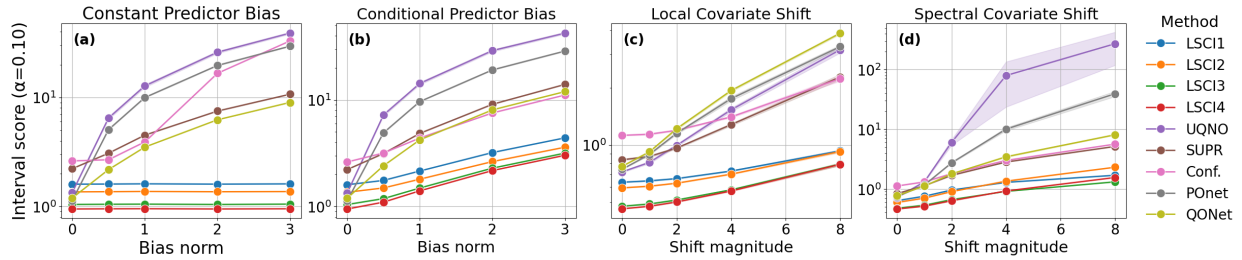 Constant Predictor Bias
(a)
Interval score (α=0.10)
10¹
10⁰
0 1 2 3
Bias norm
Conditional Predictor Bias
(b)
10¹
10⁰
0 1 2 3
Bias norm
Local Covariate Shift
(c)
10⁰
0 2 4 6 8
Shift magnitude
Spectral Covariate Shift
(d)
10²
10¹
10⁰
0 2 4 6 8
Shift magnitude
Method
LSCI1
LSCI2
LSCI3
LSCI4
UQNO
SUPR
Conf.
POnet
QONet